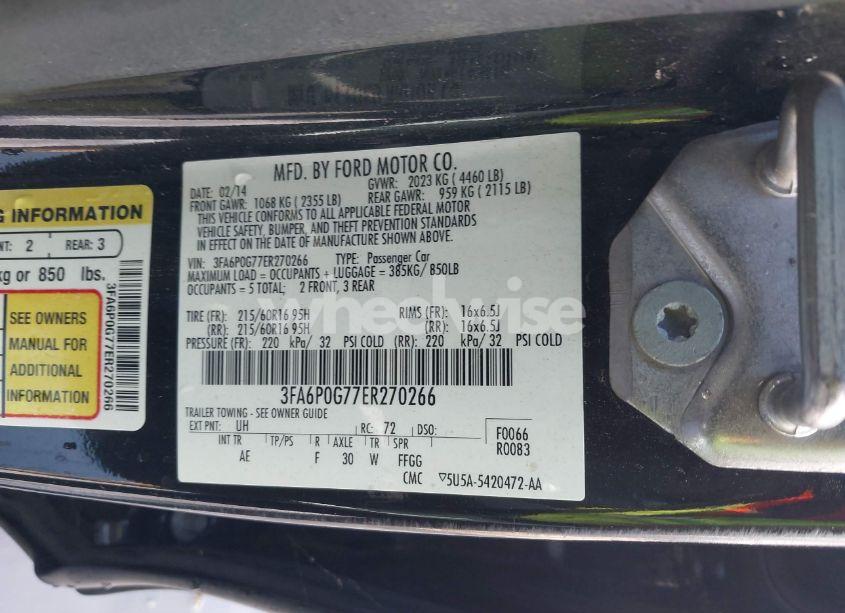 MFD. BY FORD MOTOR CO.
DATE: 02/14 GVWR: 2023 KG ( 4460 LB)
FRONT GAWR: 1068 KG ( 2355 LB) REAR GAWR: 959 KG ( 2115 LB)
THIS VEHICLE CONFORMS TO ALL APPLICABLE FEDERAL MOTOR
VEHICLE SAFETY, BUMPER, AND THEFT PREVENTION STANDARDS
IN EFFECT ON THE DATE OF MANUFACTURE SHOWN ABOVE.
VIN: 3FA6P0G77ER270266 TYPE: Passenger Car
MAXIMUM LOAD = OCCUPANTS + LUGGAGE = 385KG/ 850LB
OCCUPANTS = 5 TOTAL; 2 FRONT, 3 REAR
TIRE (FR): 215/60R16 95H RIMS (FR): 16x6.5J
(RR): 215/60R16 95H (RR): 16x6.5J
PRESSURE (FR): 220 kPa/ 32 PSI COLD (RR): 220 kPa/ 32 PSI COLD
3FA6P0G77ER270266
TRAILER TOWING - SEE OWNER GUIDE
EXT PNT: UH RC: 72 DSO:
F0066
R0083
INT TR TP/PS R AXLE TR SPR
AE F 30 W FFGG
CMC ▽5U5A-5420472-AA
G INFORMATION
NT: 2 REAR: 3
kg or 850 lbs.
SEE OWNERS
MANUAL FOR
ADDITIONAL
INFORMATION
3FA6P0G77ER270266
wheelwise